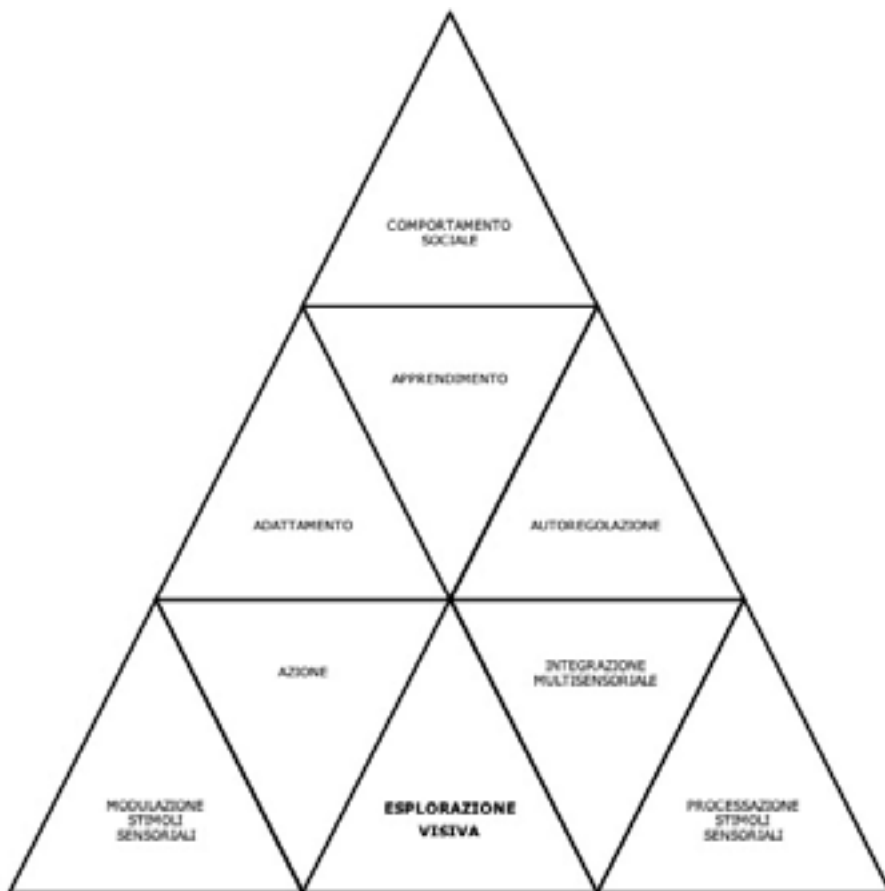 COMPORTAMENTO
SOCIALE
APPRENDIMENTO
ADATTAMENTO
AUTOREGOLAZIONE
AZIONE
INTEGRAZIONE
MULTISENSORIALE
MODULAZIONE
STIMOLI
SENSORIALI
ESPLORAZIONE
VISIVA
PROCESSAZIONE
STIMOLI
SENSORIALI